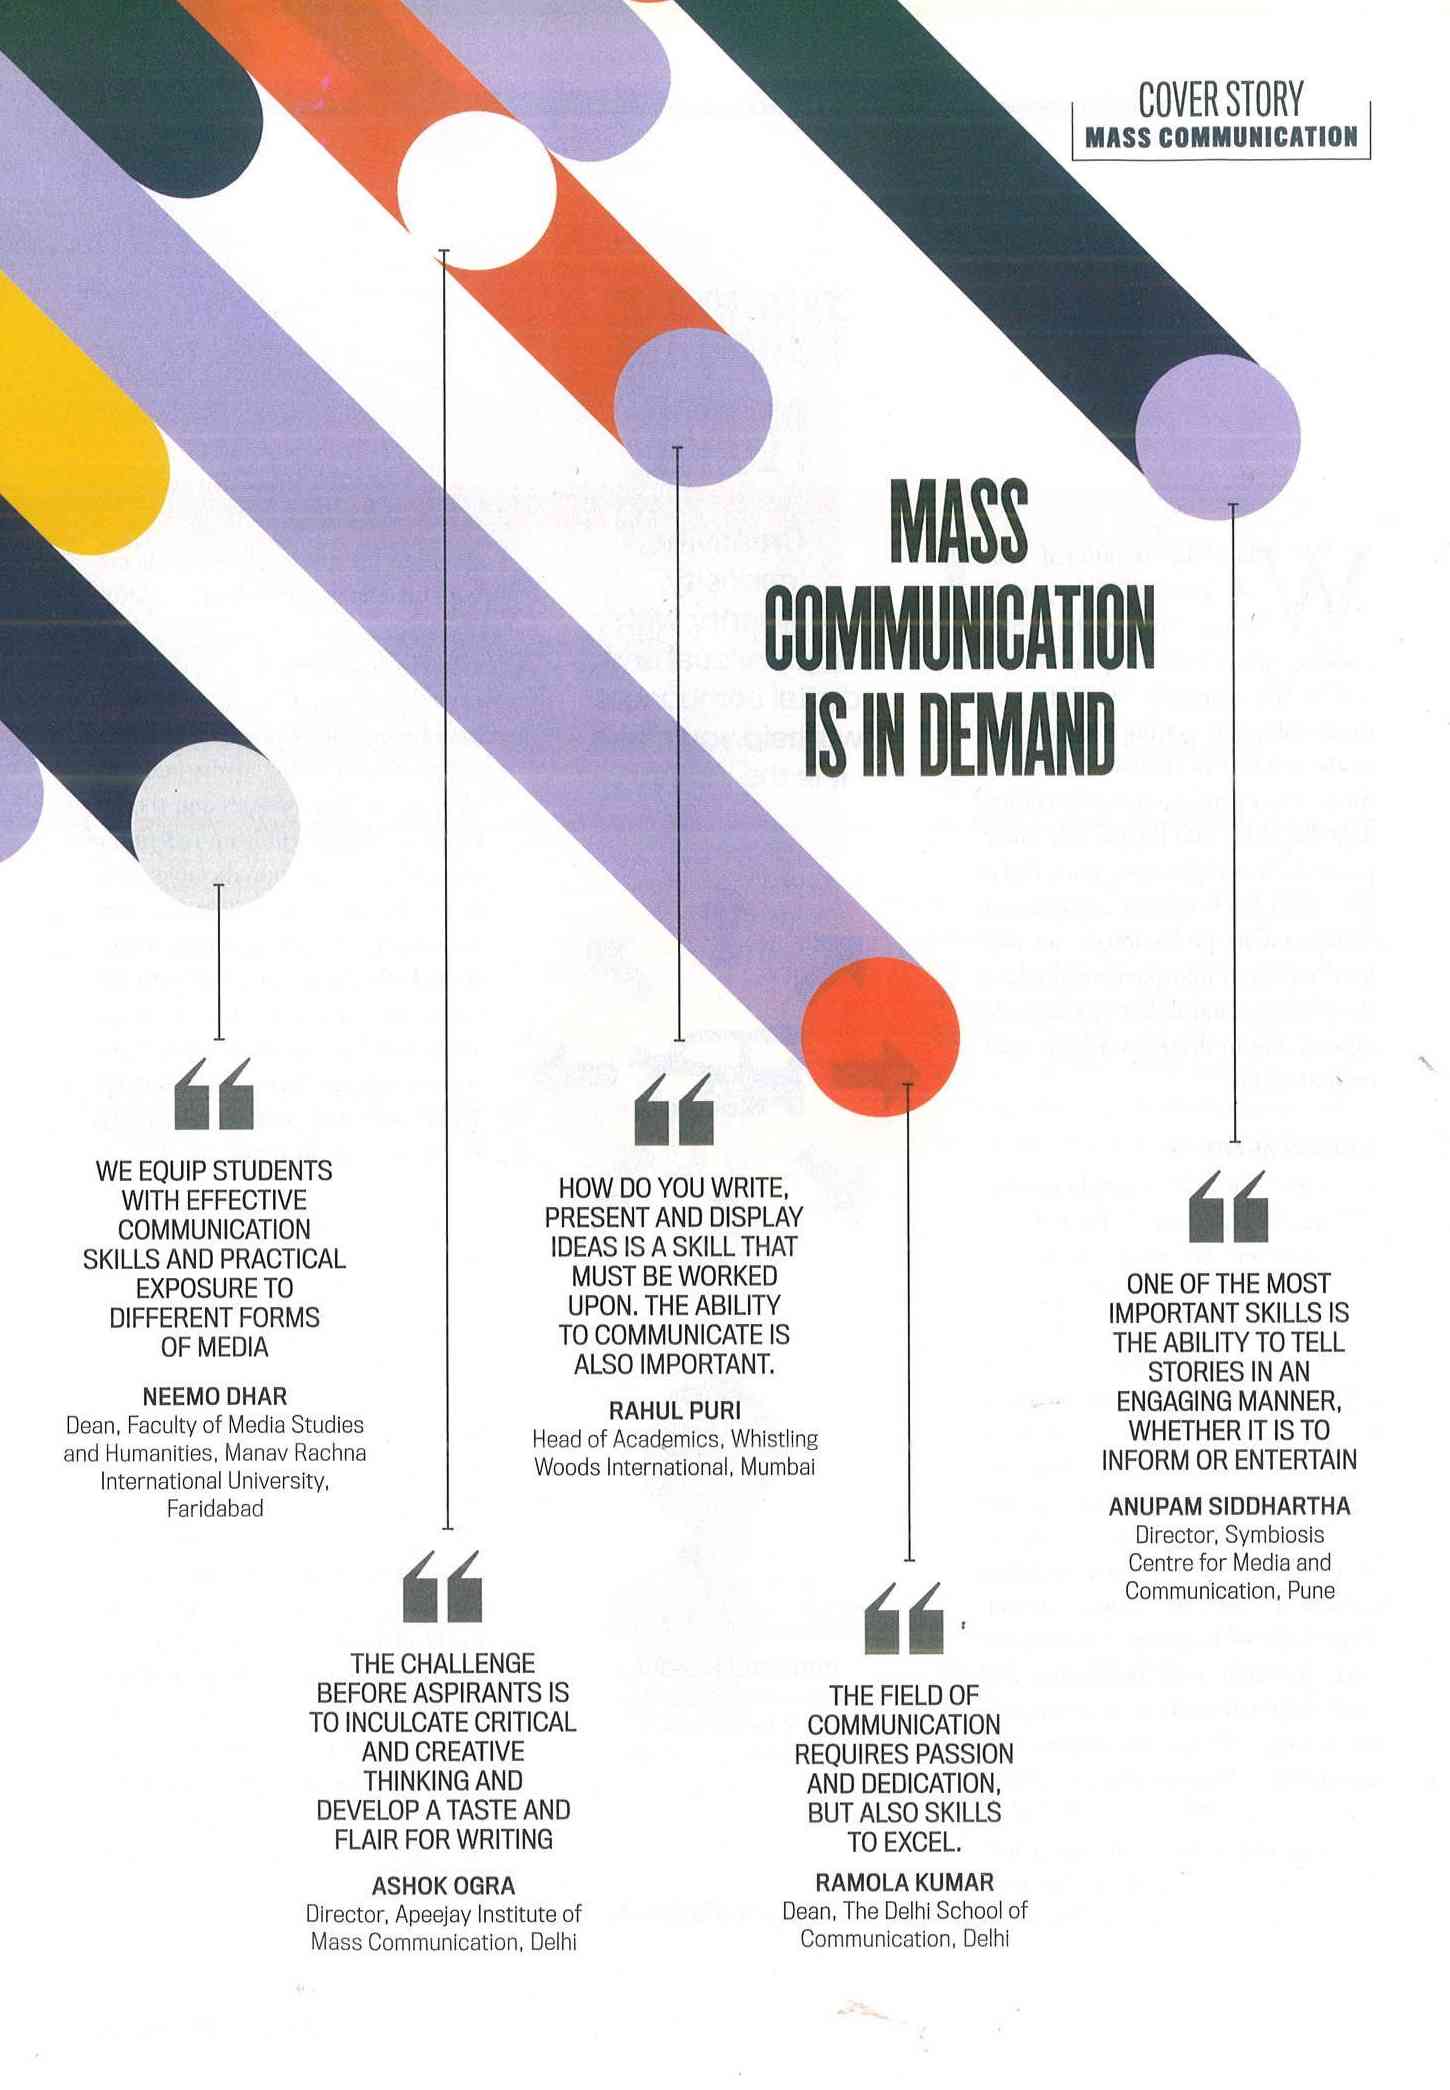 COVER STORY
MASS COMMUNICATION
MASS
COMMUNICATION
IS IN DEMAND
WE EQUIP STUDENTS
WITH EFFECTIVE
COMMUNICATION
SKILLS AND PRACTICAL
EXPOSURE TO
DIFFERENT FORMS
OF MEDIA
NEEMO DHAR
Dean, Faculty of Media Studies
and Humanities, Manav Rachna
International University,
Faridabad
HOW DO YOU WRITE,
PRESENT AND DISPLAY
IDEAS IS A SKILL THAT
MUST BE WORKED
UPON. THE ABILITY
TO COMMUNICATE IS
ALSO IMPORTANT.
RAHUL PURI
Head of Academics, Whistling
Woods International, Mumbai
ONE OF THE MOST
IMPORTANT SKILLS IS
THE ABILITY TO TELL
STORIES IN AN
ENGAGING MANNER,
WHETHER IT IS TO
INFORM OR ENTERTAIN
ANUPAM SIDDHARTHA
Director, Symbiosis
Centre for Media and
Communication, Pune
THE CHALLENGE
BEFORE ASPIRANTS IS
TO INCULCATE CRITICAL
AND CREATIVE
THINKING AND
DEVELOP A TASTE AND
FLAIR FOR WRITING
ASHOK OGRA
Director, Apeejay Institute of
Mass Communication, Delhi
THE FIELD OF
COMMUNICATION
REQUIRES PASSION
AND DEDICATION,
BUT ALSO SKILLS
TO EXCEL.
RAMOLA KUMAR
Dean, The Delhi School of
Communication, Delhi